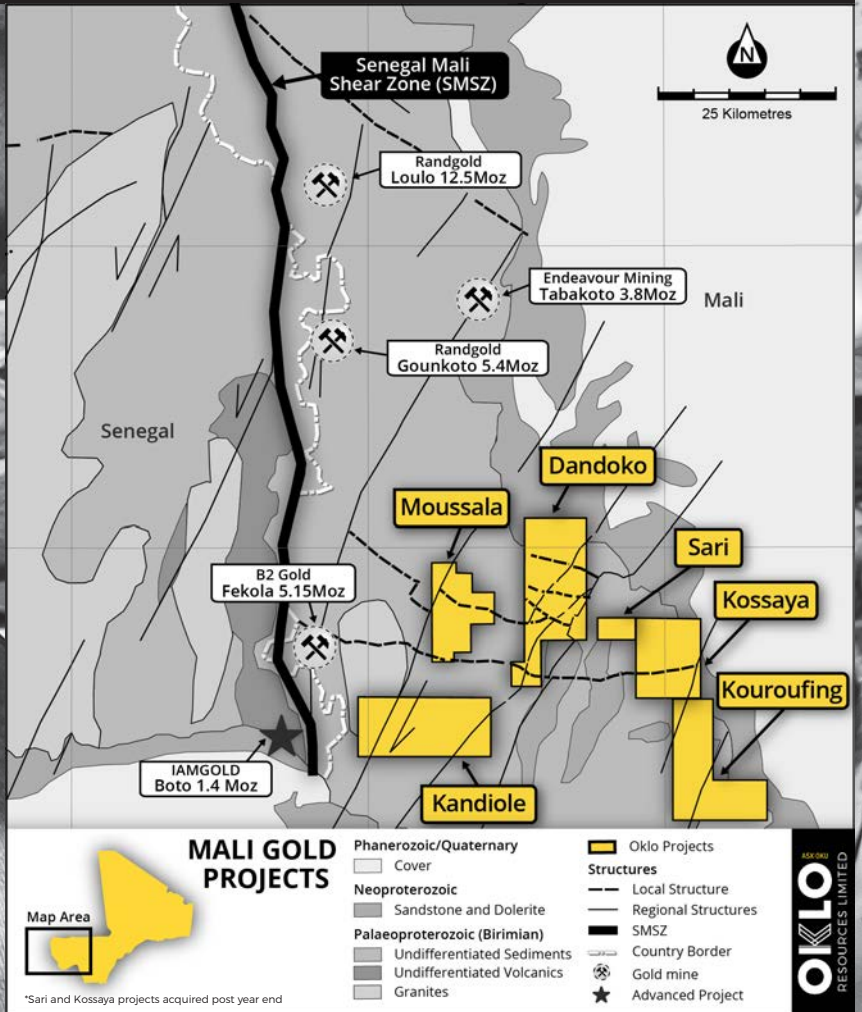 Senegal Mali
Shear Zone (SMSZ)
N
25 Kilometres
Randgold
Loulo 12.5Moz
Endeavour Mining
Tabakoto 3.8Moz
Mali
Randgold
Gounkoto 5.4Moz
Senegal
Dandoko
Moussala
Sari
B2 Gold
Fekola 5.15Moz
Kossaya
Kouroufing
IAMGOLD
Boto 1.4 Moz
Kandiole
MALI GOLD
PROJECTS
Map Area
*Sari and Kossaya projects acquired post year end
Phanerozoic/Quaternary
Cover
Neoproterozoic
Sandstone and Dolerite
Palaeoproterozoic (Birimian)
Undifferentiated Sediments
Undifferentiated Volcanics
Granites
Oklo Projects
Structures
Local Structure
Regional Structures
SMSZ
Country Border
Gold mine
Advanced Project
ASX:OKU
OKLO
RESOURCES LIMITED